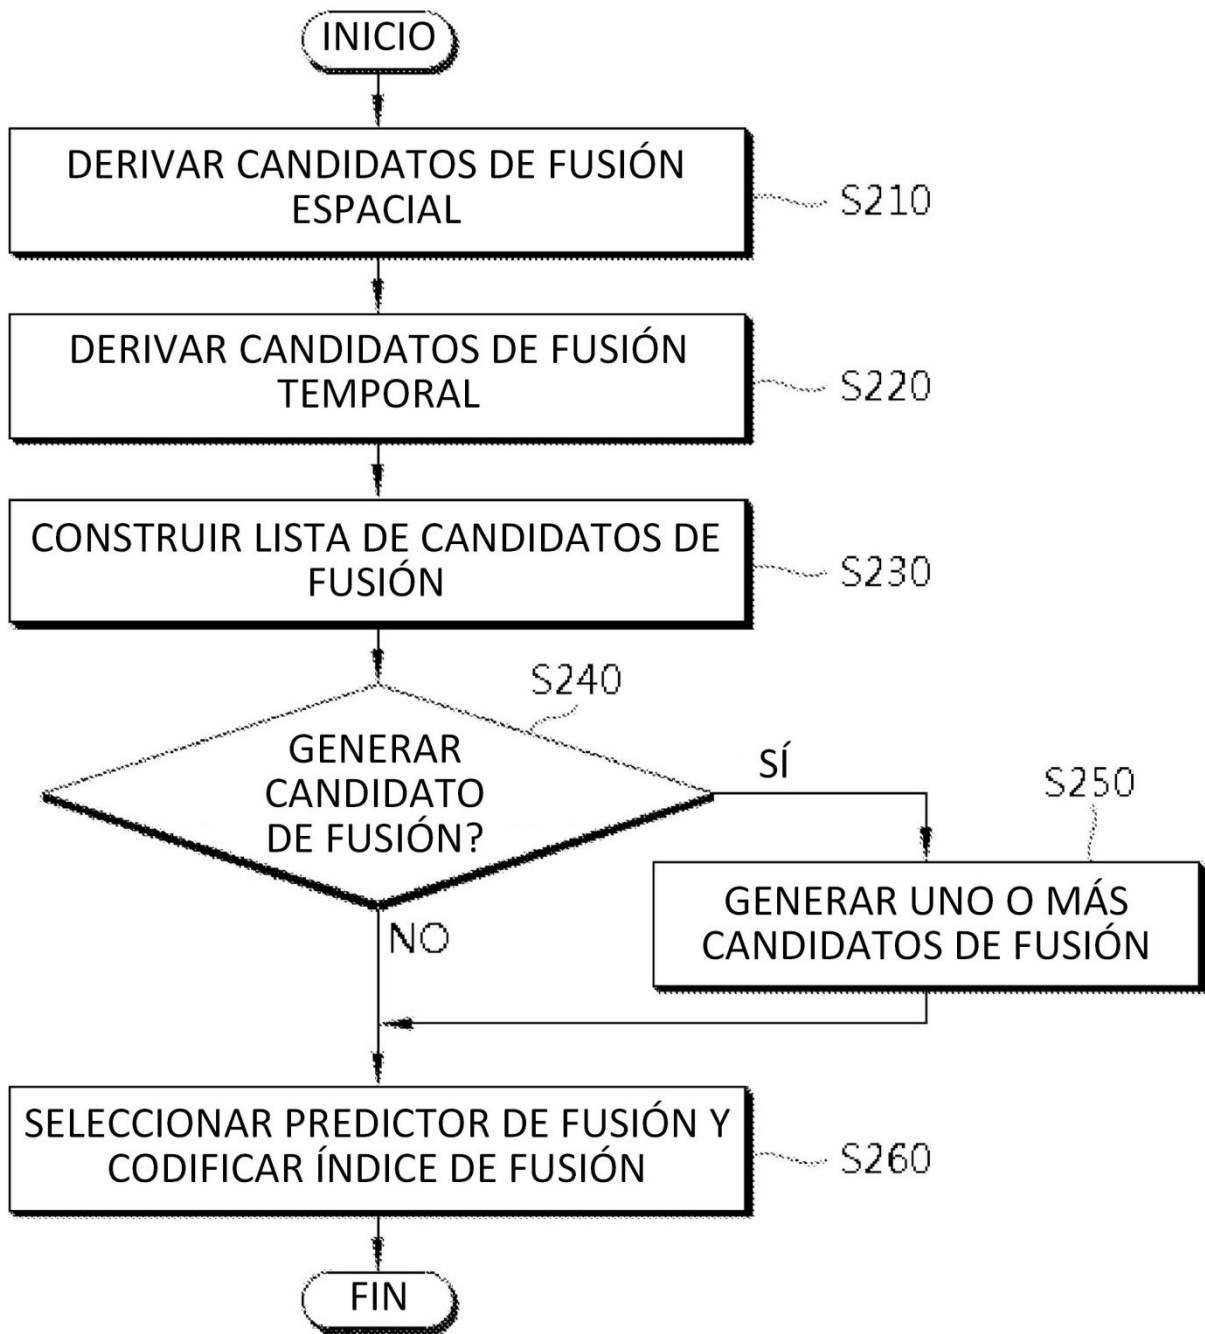 INICIO
DERIVAR CANDIDATOS DE FUSIÓN
ESPACIAL
S210
DERIVAR CANDIDATOS DE FUSIÓN
TEMPORAL
S220
CONSTRUIR LISTA DE CANDIDATOS DE
FUSIÓN
S230
S240
GENERAR
CANDIDATO
DE FUSIÓN?
SÍ
NO
S250
GENERAR UNO O MÁS
CANDIDATOS DE FUSIÓN
SELECCIONAR PREDICTOR DE FUSIÓN Y
CODIFICAR ÍNDICE DE FUSIÓN
S260
FIN